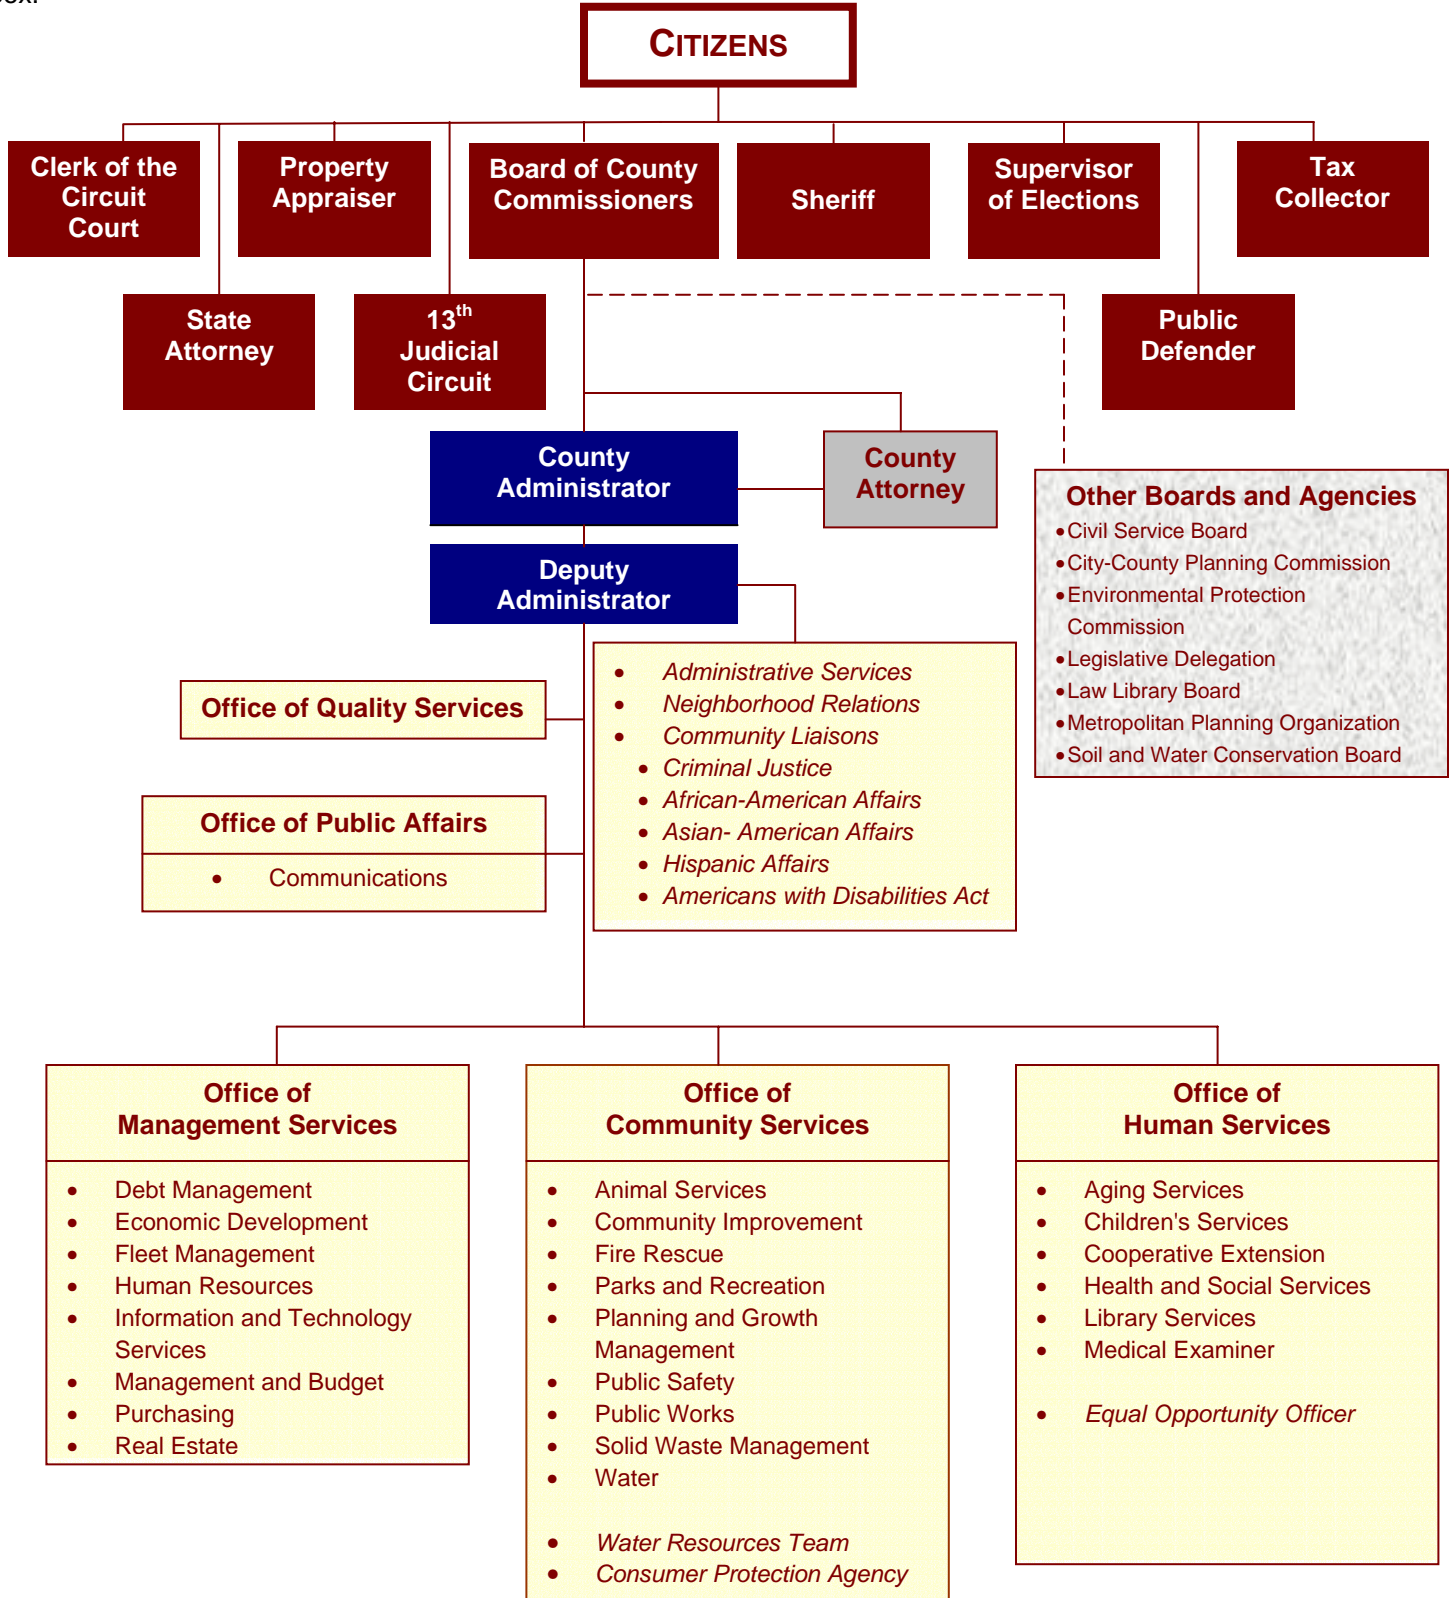 CITIZENS
Clerk of the
Circuit
Court
Property
Appraiser
Board of County
Commissioners
Sheriff
Supervisor
of Elections
Tax
Collector
State
Attorney
13th
Judicial
Circuit
Public
Defender
County
Administrator
County
Attorney
Deputy
Administrator
Other Boards and Agencies
• Civil Service Board
• City-County Planning Commission
• Environmental Protection
Commission
• Legislative Delegation
• Law Library Board
• Metropolitan Planning Organization
• Soil and Water Conservation Board
• Administrative Services
• Neighborhood Relations
• Community Liaisons
• Criminal Justice
• African-American Affairs
• Asian- American Affairs
• Hispanic Affairs
• Americans with Disabilities Act
Office of Quality Services
Office of Public Affairs
• Communications
Office of
Management Services
• Debt Management
• Economic Development
• Fleet Management
• Human Resources
• Information and Technology
Services
• Management and Budget
• Purchasing
• Real Estate
Office of
Community Services
• Animal Services
• Community Improvement
• Fire Rescue
• Parks and Recreation
• Planning and Growth
Management
• Public Safety
• Public Works
• Solid Waste Management
• Water
• Water Resources Team
• Consumer Protection Agency
Office of
Human Services
• Aging Services
• Children's Services
• Cooperative Extension
• Health and Social Services
• Library Services
• Medical Examiner
• Equal Opportunity Officer